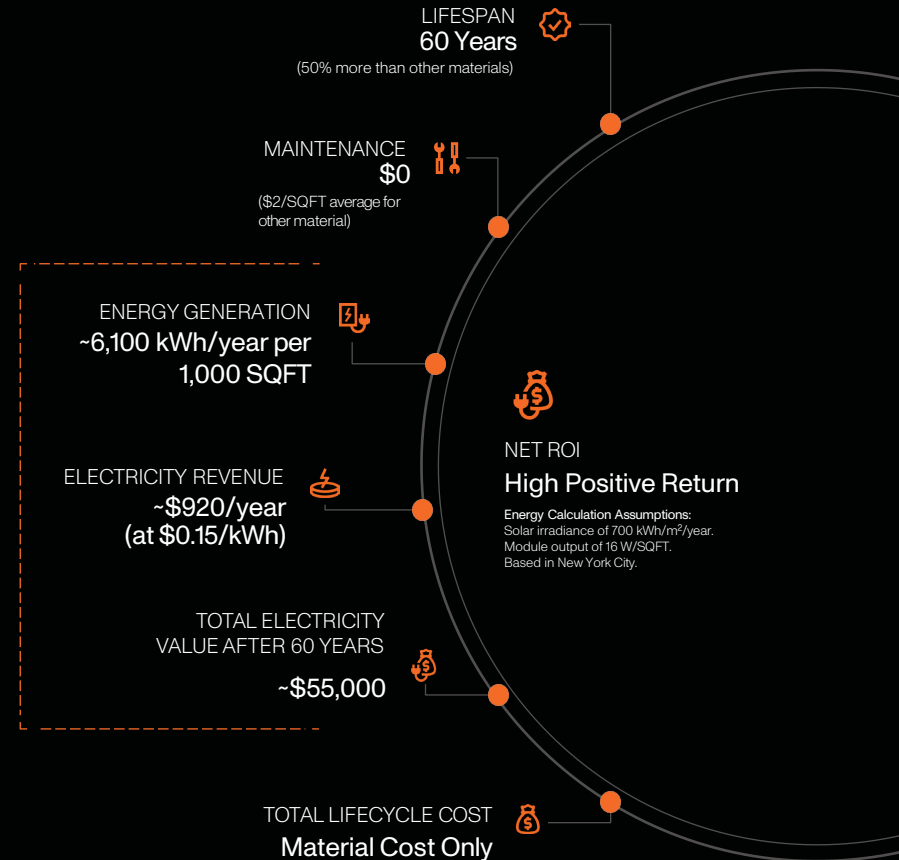 LIFESPAN
60 Years
(50% more than other materials)
MAINTENANCE
$0
($2/SQFT average for
other material)
ENERGY GENERATION
~6,100 kWh/year per
1,000 SQFT
ELECTRICITY REVENUE
~$920/year
(at $0.15/kWh)
TOTAL ELECTRICITY
VALUE AFTER 60 YEARS
~$55,000
TOTAL LIFECYCLE COST
Material Cost Only
NET ROI
High Positive Return
Energy Calculation Assumptions:
Solar irradiance of 700 kWh/m²/year.
Module output of 16 W/SQFT.
Based in New York City.